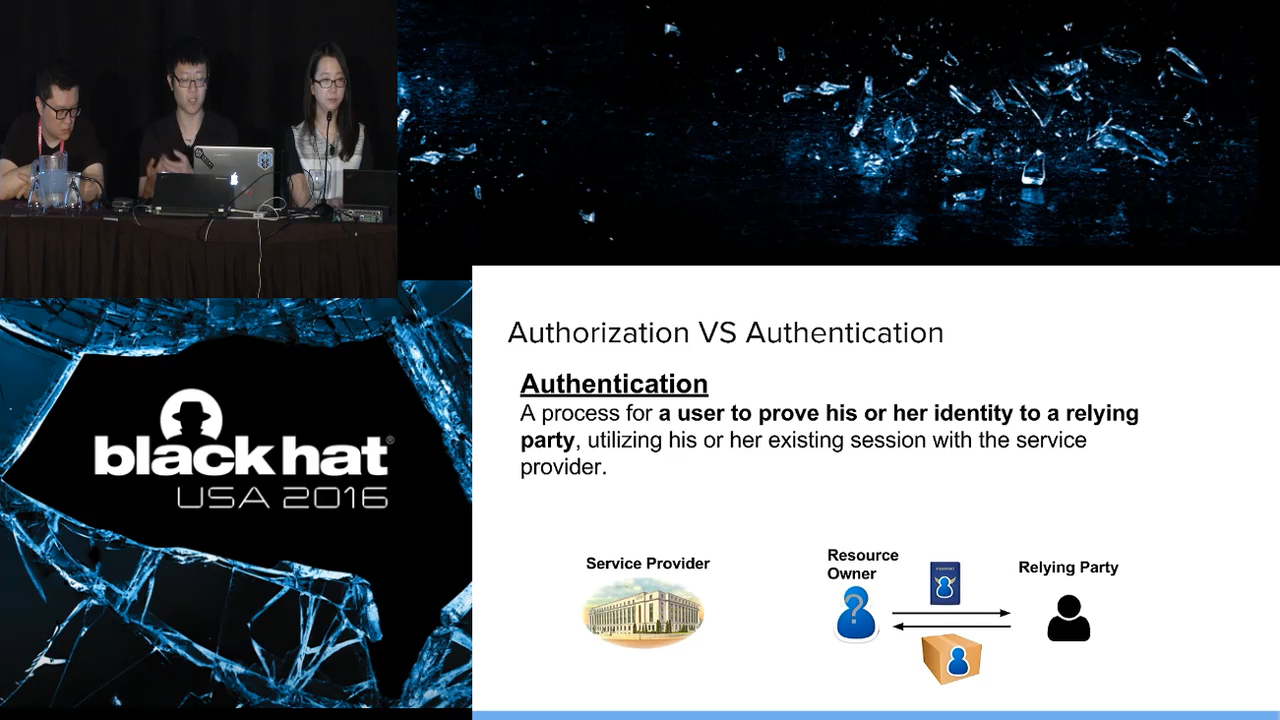 Authorization VS Authentication
Authentication
A process for a user to prove his or her identity to a relying
party, utilizing his or her existing session with the service
provider.
Service Provider
Resource
Owner
Relying Party
PASSPORT
black hat®
USA 2016